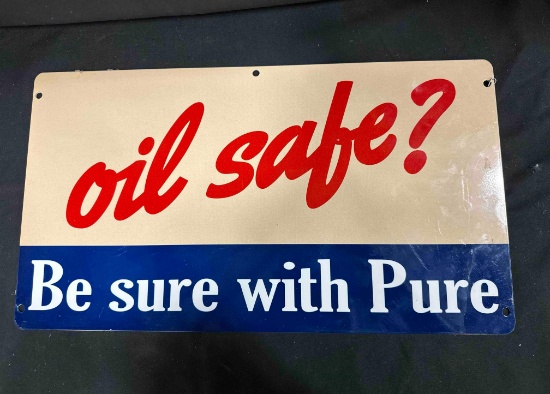 oil safe?
Be sure with Pure